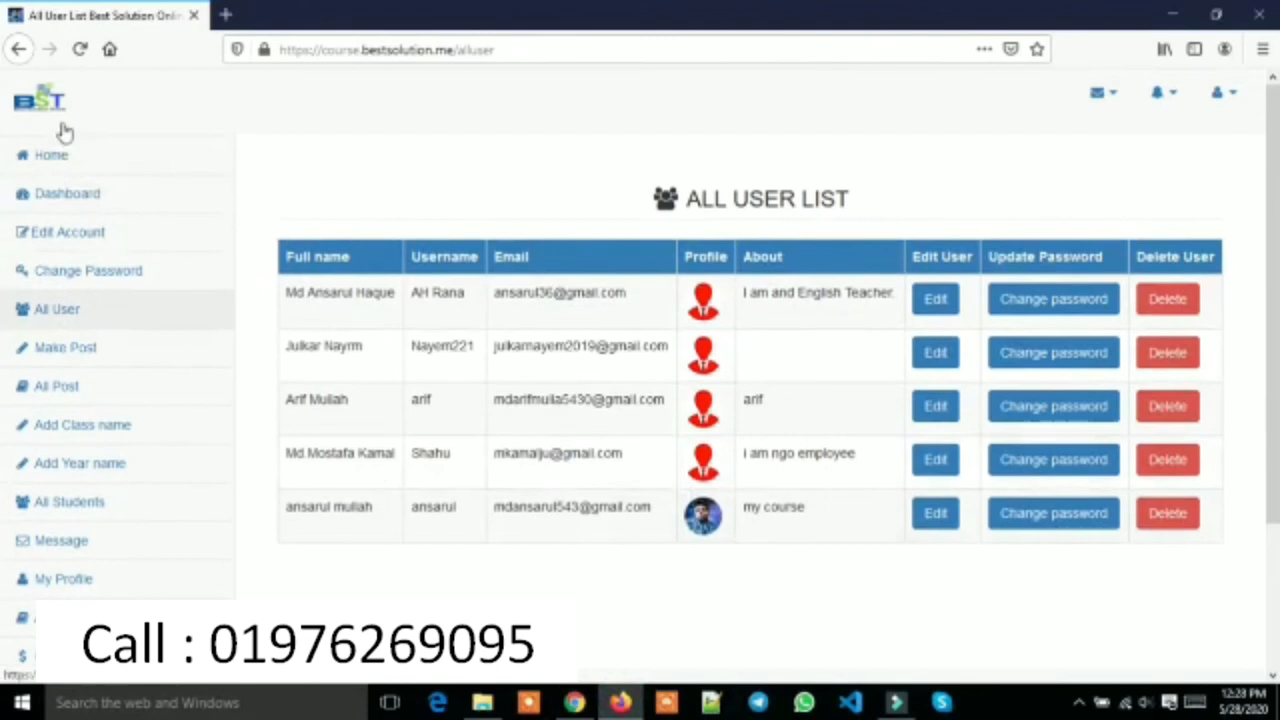 All User List Best Solution Onlin
https://course.bestsolution.me/alluser
BST
Home
Dashboard
Edit Account
Change Password
All User
Make Post
All Post
Add Class name
Add Year name
All Students
Message
My Profile
ALL USER LIST
Full name Username Email Profile About Edit User Update Password Delete User
Md Ansarul Haque AH Rana ansarul36@gmail.com I am and English Teacher. Edit Change password Delete
Julkar Nayrm Nayem221 julkarnayem2019@gmail.com Edit Change password Delete
Arif Mullah arif mdarifmulla5430@gmail.com arif Edit Change password Delete
Md Mostafa Kamal Shahu mkamalju@gmail.com i am ngo employee Edit Change password Delete
ansarul mullah ansarul mdansarul543@gmail.com my course Edit Change password Delete
Call : 01976269095
Search the web and Windows
12:28 PM
5/28/2020